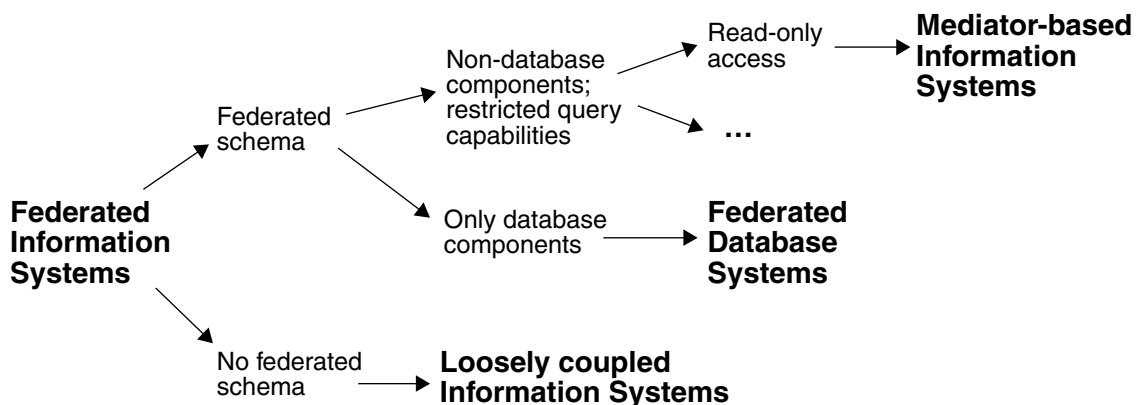 Federated
Information
Systems
Federated
schema
Non-database
components;
restricted query
capabilities
Read-only
access
Mediator-based
Information
Systems
...
Only database
components
Federated
Database
Systems
No federated
schema
Loosely coupled
Information Systems